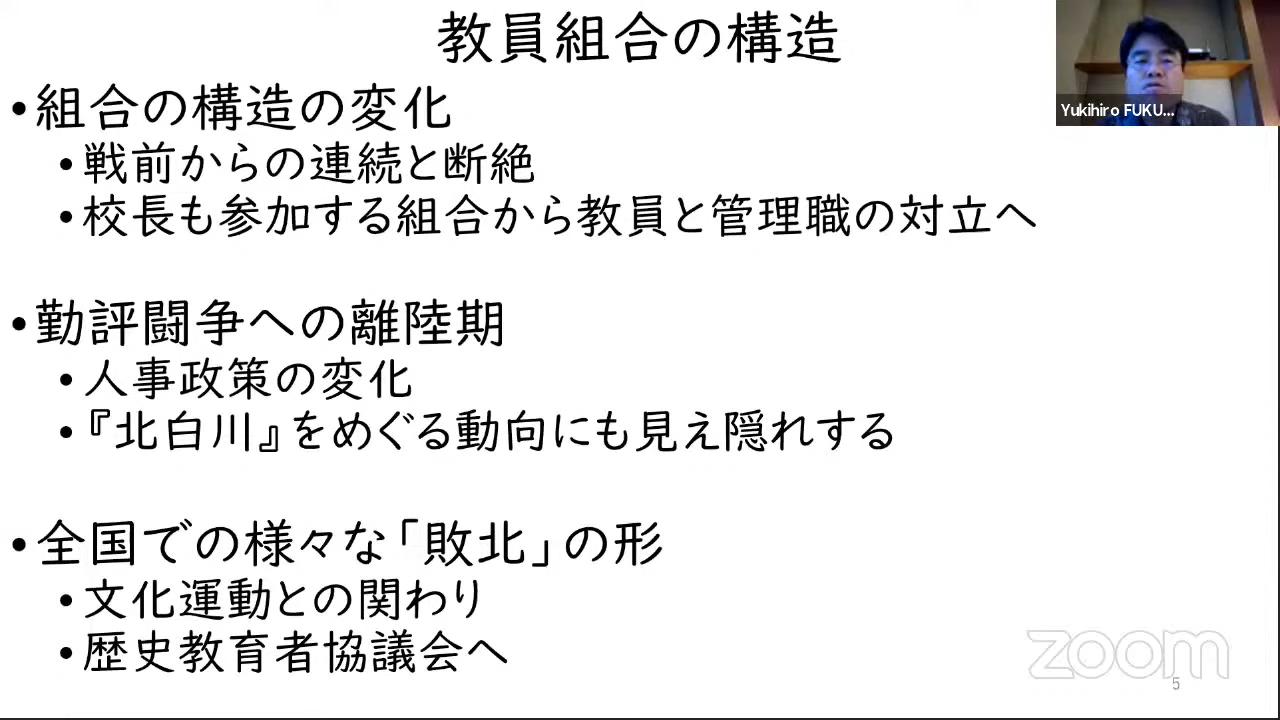 教員組合の構造
•組合の構造の変化
•戦前からの連続と断絶
•校長も参加する組合から教員と管理職の対立へ
•勤評闘争への離陸期
•人事政策の変化
•『北白川』をめぐる動向にも見え隠れする
•全国での様々な「敗北」の形
•文化運動との関わり
•歴史教育者協議会へ
Yukihiro FUKU...
zoom
5